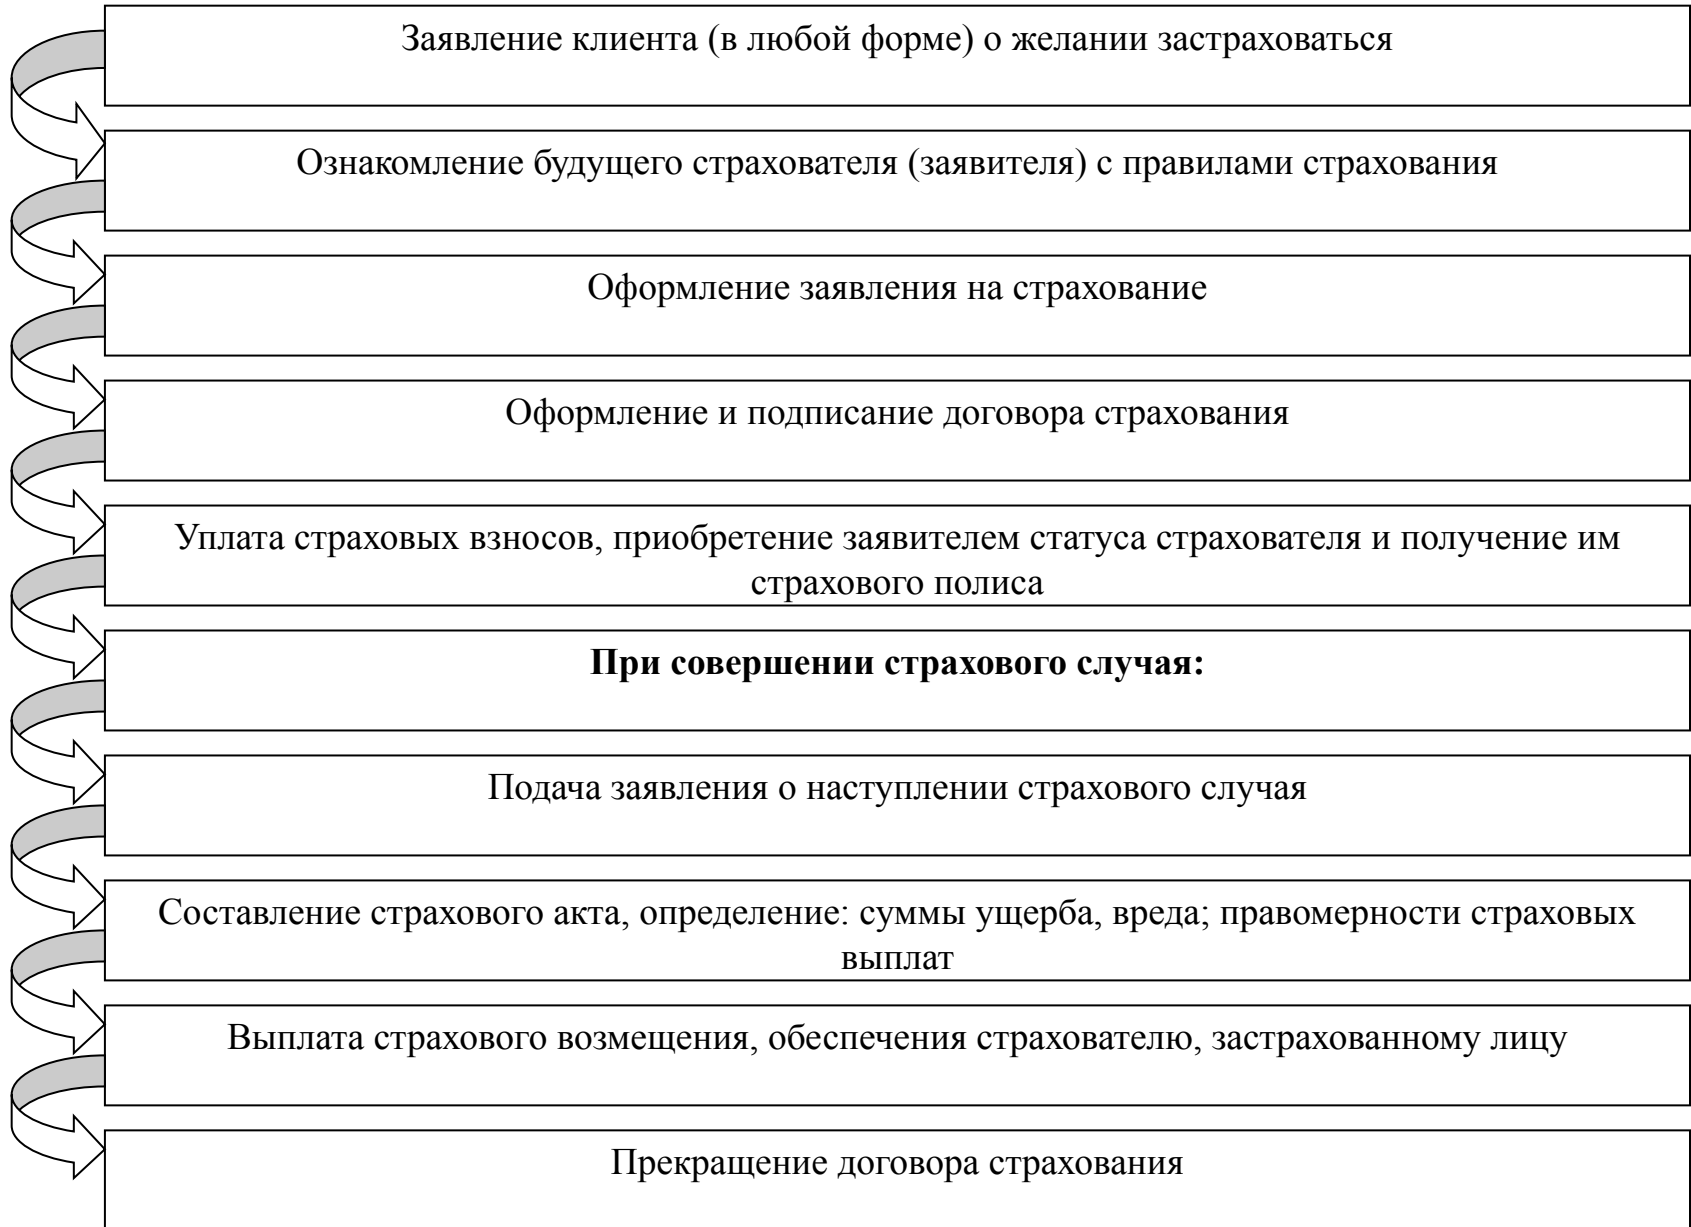 Заявление клиента (в любой форме) о желании застраховаться
Ознакомление будущего страхователя (заявителя) с правилами страхования
Оформление заявления на страхование
Оформление и подписание договора страхования
Уплата страховых взносов, приобретение заявителем статуса страхователя и получение им
страхового полиса
При совершении страхового случая:
Подача заявления о наступлении страхового случая
Составление страхового акта, определение: суммы ущерба, вреда; правомерности страховых
выплат
Выплата страхового возмещения, обеспечения страхователю, застрахованному лицу
Прекращение договора страхования